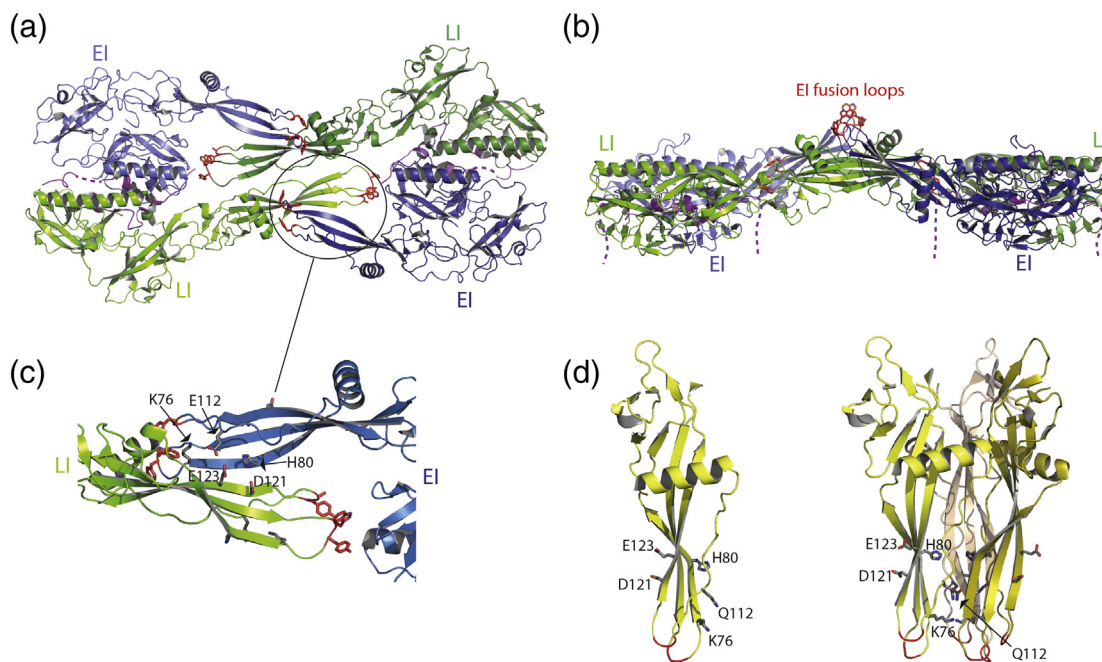 (a)
EI
LI
LI
EI
(b)
EI fusion loops
LI
L
EI
EI
(c)
K76
E112
LI
E123
H80
D121
EI
(d)
E123
H80
D121
Q112
K76
E123
H80
D121
K76
Q112